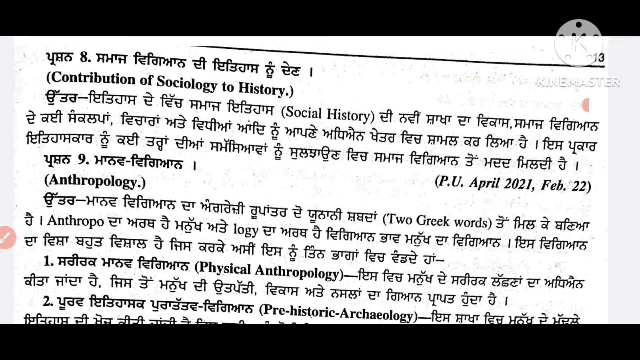 13
KINEMASTER
ਪ੍ਰਸ਼ਨ 8. ਸਮਾਜ ਵਿਗਿਆਨ ਦੀ ਇਤਿਹਾਸ ਨੂੰ ਦੇਣ ।
(Contribution of Sociology to History.)
ਉੱਤਰ—ਇਤਿਹਾਸ ਦੇ ਵਿੱਚ ਸਮਾਜ ਇਤਿਹਾਸ (Social History) ਦੀ ਨਵੀਂ ਸ਼ਾਖਾ ਦਾ ਵਿਕਾਸ, ਸਮਾਜ ਵਿਗਿਆਨ
ਦੇ ਕਈ ਸੰਕਲਪਾਂ, ਵਿਚਾਰਾਂ ਅਤੇ ਵਿਧੀਆਂ ਆਂਦਿ ਨੂੰ ਆਪਣੇ ਅਧਿਐਨ ਖੇਤਰ ਵਿਚ ਸ਼ਾਮਲ ਕਰ ਲਿਆ ਹੈ । ਇਸ ਪ੍ਰਕਾਰ
ਇਤਿਹਾਸਕਾਰ ਨੂੰ ਕਈ ਤਰ੍ਹਾਂ ਦੀਆਂ ਸਮੱਸਿਆਵਾਂ ਨੂੰ ਸੁਲਝਾਉਣ ਵਿਚ ਸਮਾਜ ਵਿਗਿਆਨ ਤੋਂ ਮਦਦ ਮਿਲਦੀ ਹੈ ।
ਪ੍ਰਸ਼ਨ 9. ਮਾਨਵ-ਵਿਗਿਆਨ ।
(Anthropology.) (P.U. April 2021, Feb. 22)
ਉੱਤਰ—ਮਾਨਵ ਵਿਗਿਆਨ ਦਾ ਅੰਗਰੇਜ਼ੀ ਰੂਪਾਂਤਰ ਦੋ ਯੂਨਾਨੀ ਸ਼ਬਦਾਂ (Two Greek words) ਤੋਂ ਮਿਲ ਕੇ ਬਣਿਆ
ਹੈ । Anthropo ਦਾ ਅਰਥ ਹੈ ਮਨੁੱਖ ਅਤੇ logy ਦਾ ਅਰਥ ਹੈ ਵਿਗਿਆਨ ਭਾਵ ਮਨੁੱਖ ਦਾ ਵਿਗਿਆਨ । ਇਸ ਵਿਗਿਆਨ
ਦਾ ਵਿਸ਼ਾ ਬਹੁਤ ਵਿਸ਼ਾਲ ਹੈ ਜਿਸ ਕਰਕੇ ਅਸੀਂ ਇਸ ਨੂੰ ਤਿੰਨ ਭਾਗਾਂ ਵਿਚ ਵੰਡਦੇ ਹਾਂ—
1. ਸਰੀਰਕ ਮਾਨਵ ਵਿਗਿਆਨ (Physical Anthropology)—ਇਸ ਵਿਚ ਮਨੁੱਖ ਦੇ ਸਰੀਰਕ ਲੱਛਣਾਂ ਦਾ ਅਧਿਐਨ
ਕੀਤਾ ਜਾਂਦਾ ਹੈ, ਜਿਸ ਤੋਂ ਮਨੁੱਖ ਦੀ ਉਤਪੱਤੀ, ਵਿਕਾਸ ਅਤੇ ਨਸਲਾਂ ਦਾ ਗਿਆਨ ਪ੍ਰਾਪਤ ਹੁੰਦਾ ਹੈ ।
2. ਪੂਰਵ ਇਤਿਹਾਸਕ ਪੁਰਾਤੱਤਵ-ਵਿਗਿਆਨ (Pre-historic-Archaeology)—ਇਸ ਸ਼ਾਖਾ ਵਿਚ ਮਨੁੱਖ ਦੇ ਮੁੱਢਲੇ
ਇਤਿਹਾਸ ਦੀ ਖੋਜ ਕੀਤੀ ਜਾਂਦੀ ਹੈ